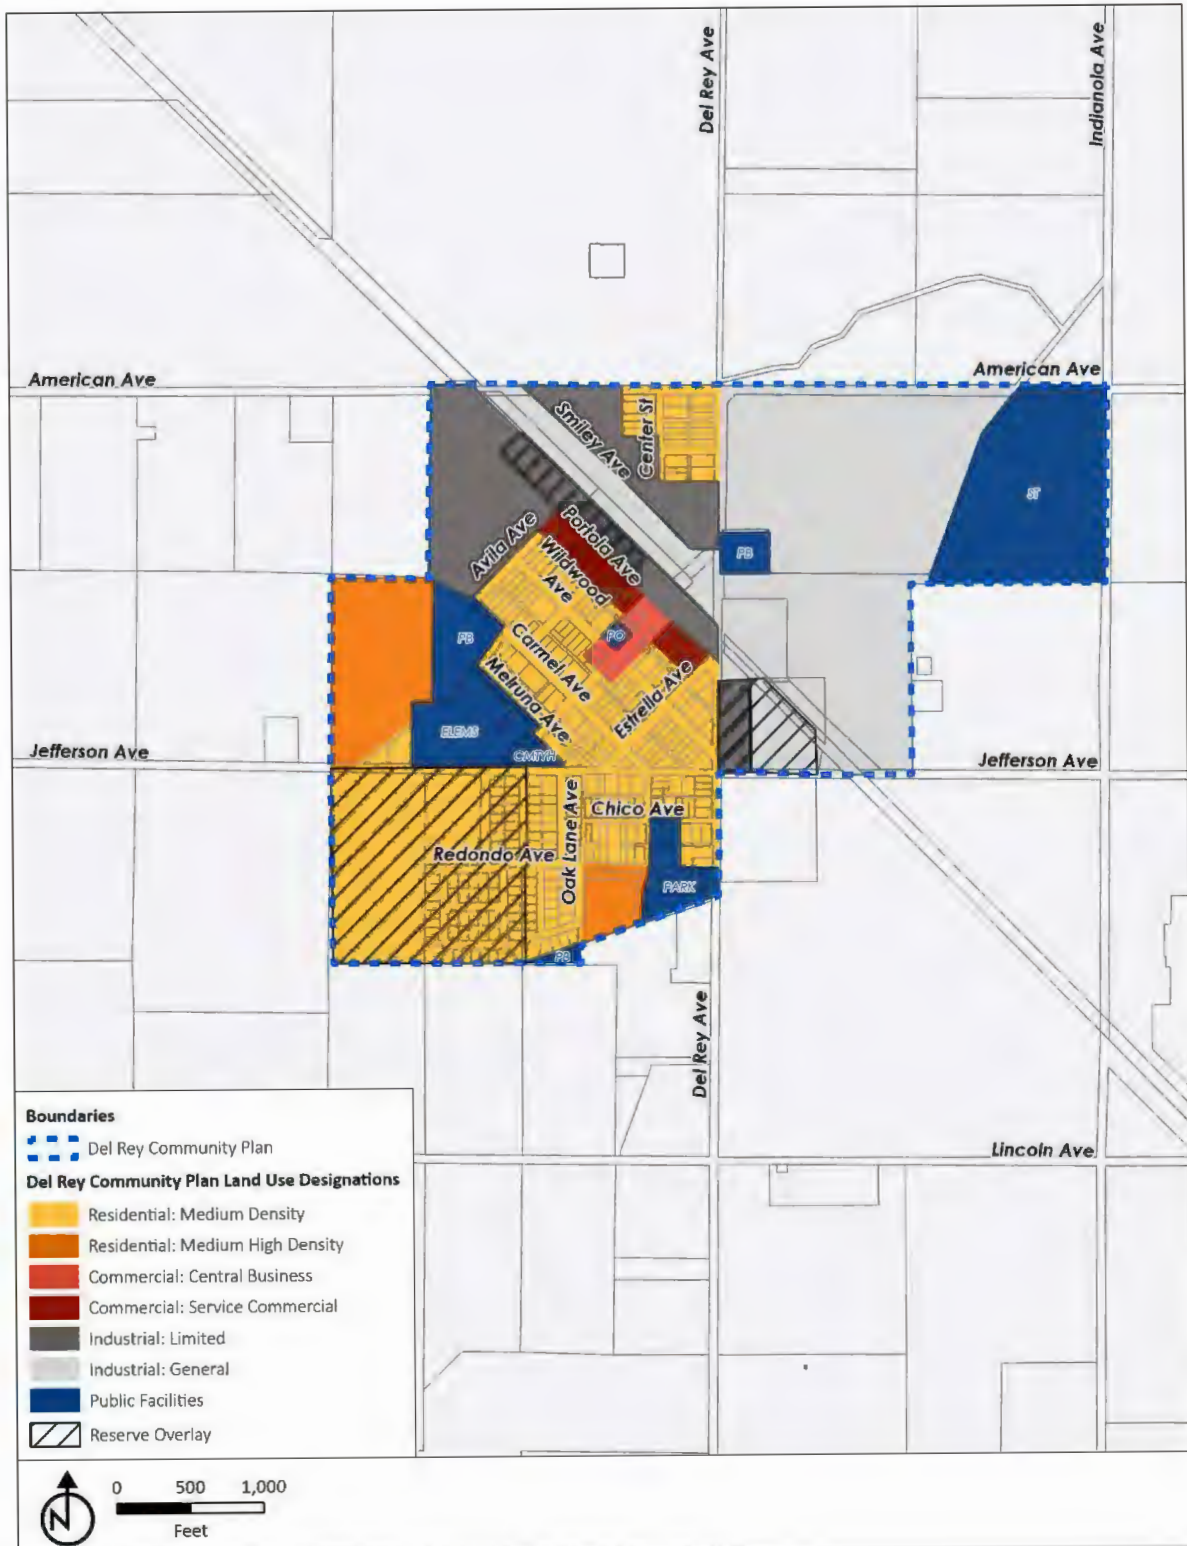 Del Rey Ave
Indianola Ave
American Ave
American Ave
Smiley Ave
Center St
ST
Portola Ave
Avila Ave
Wildwood
Ave
PB
PO
PB
Carmel Ave
Melruna Ave
Estrella Ave
ELEMS
CMTYH
Jefferson Ave
Jefferson Ave
Chico Ave
Oak Lane Ave
Redondo Ave
PARK
PB
Del Rey Ave
Lincoln Ave
Boundaries
Del Rey Community Plan
Del Rey Community Plan Land Use Designations
Residential: Medium Density
Residential: Medium High Density
Commercial: Central Business
Commercial: Service Commercial
Industrial: Limited
Industrial: General
Public Facilities
Reserve Overlay
N
0 500 1,000
Feet